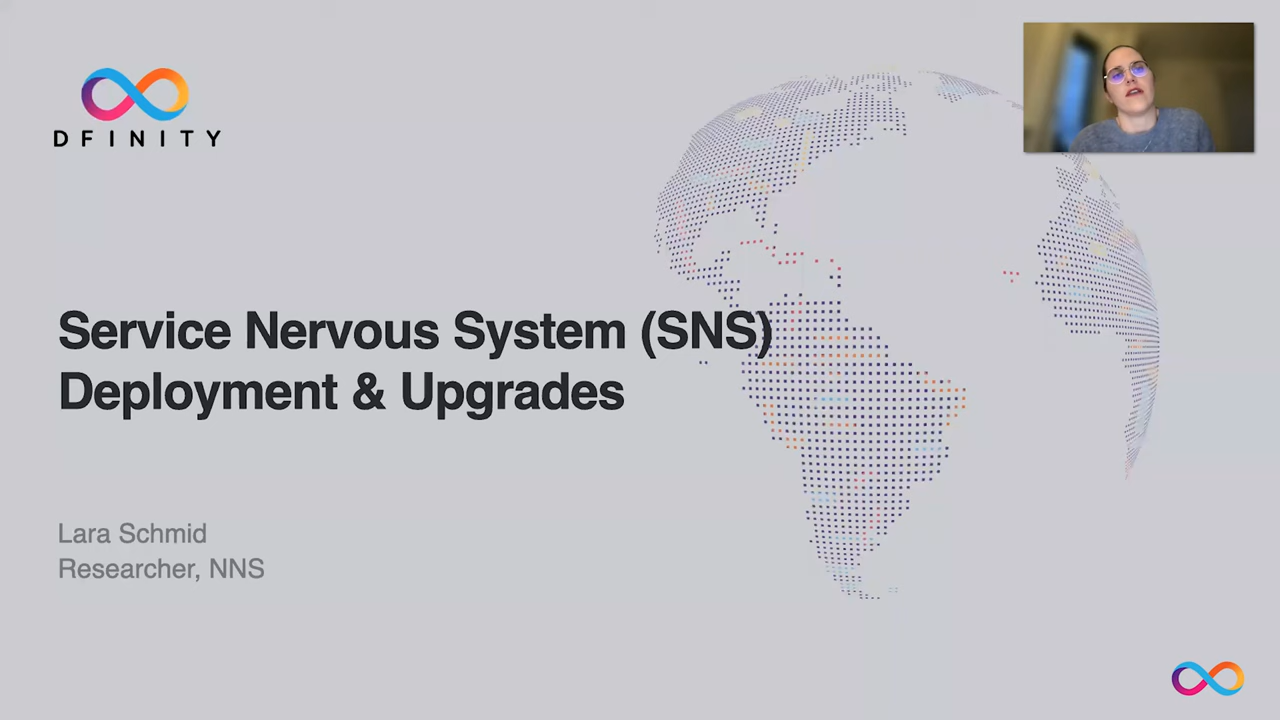 DFINITY
Service Nervous System (SNS)
Deployment & Upgrades
Lara Schmid
Researcher, NNS